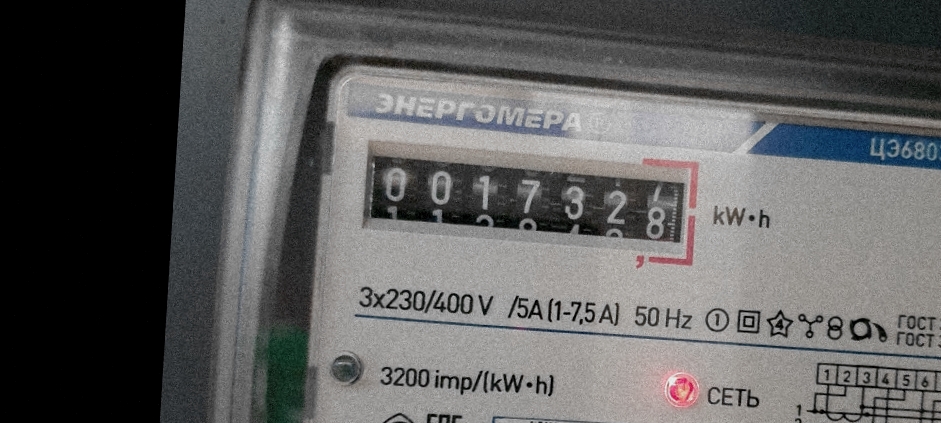 ЭНЕРГОМЕРА
ЦЭ680
0017328
kW•h
3x230/400 V /5A (1-7,5 A) 50 Hz
ГОСТ
ГОСТ
3200 imp/(kW•h)
СЕТЬ
1 2 3 4 5 6
1